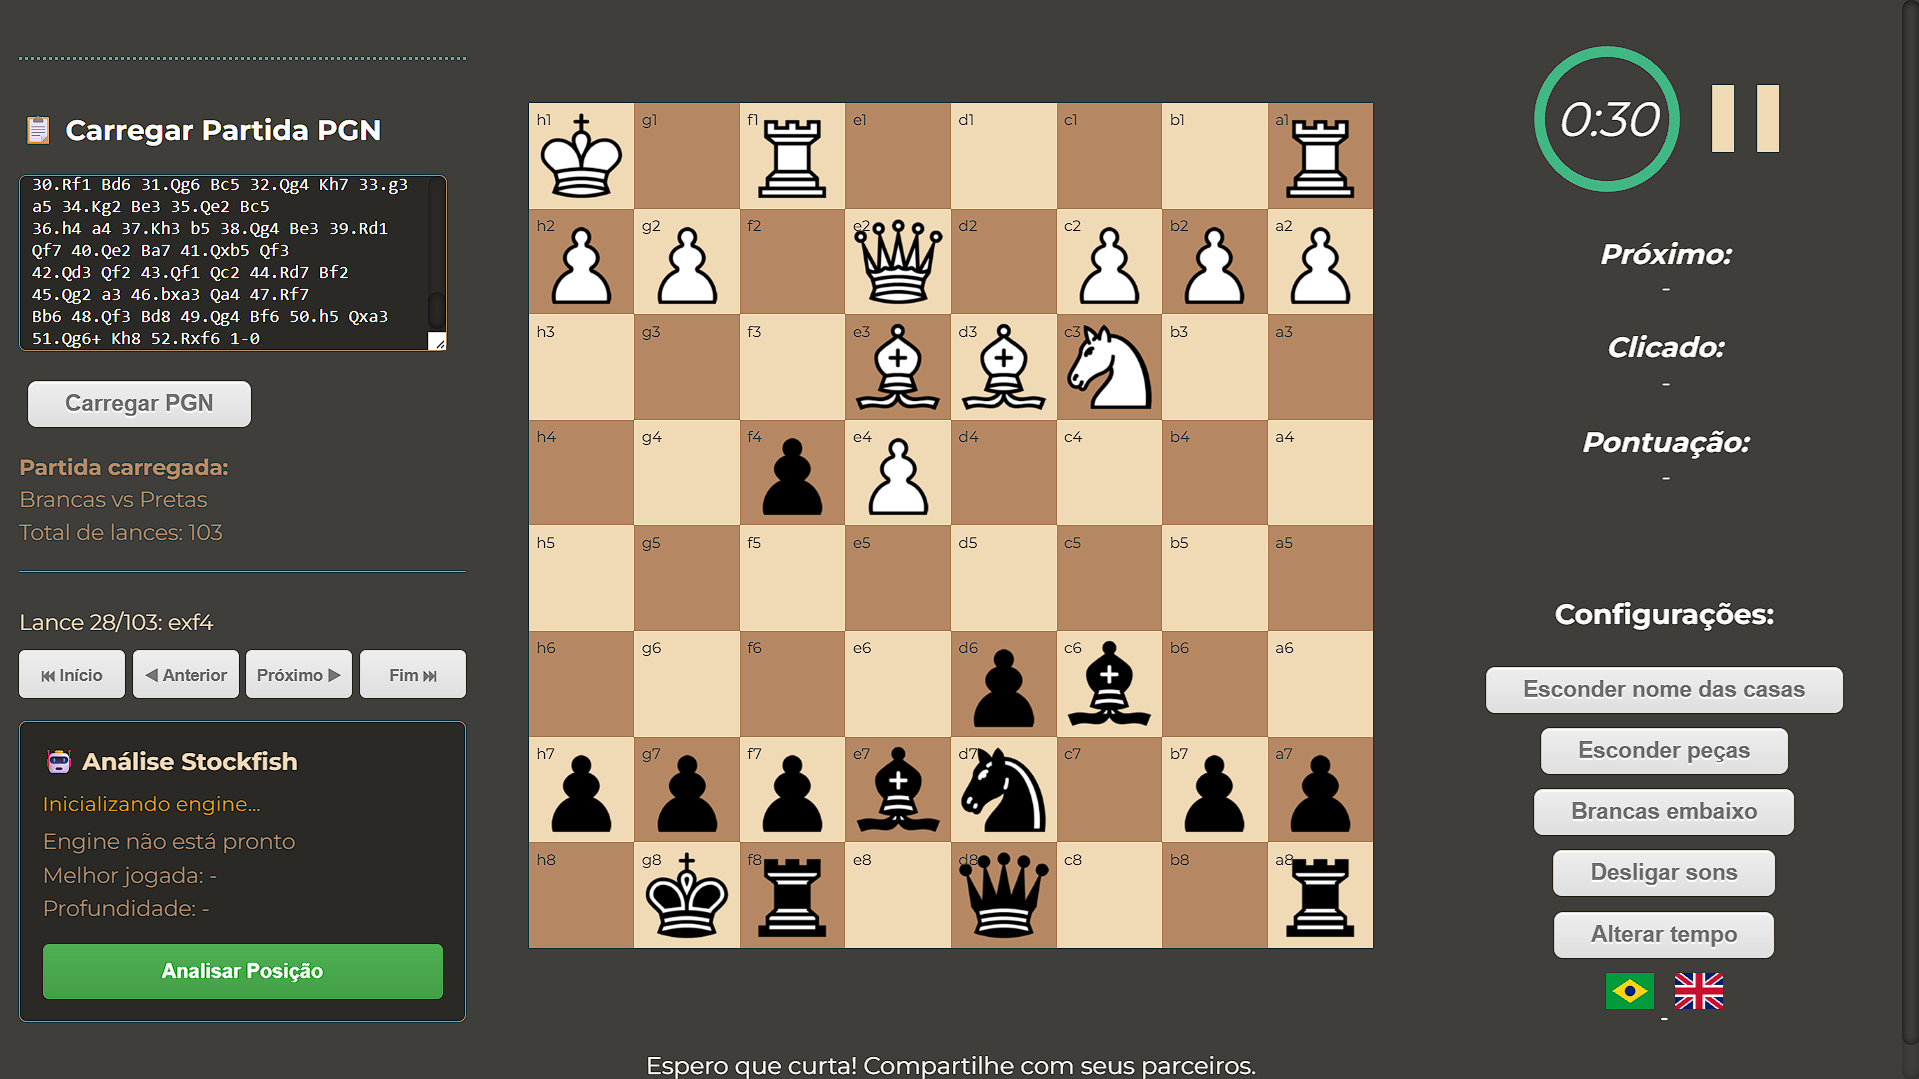 Carregar Partida PGN
30.Rf1 Bd6 31.Qg6 Bc5 32.Qg4 Kh7 33.g3
a5 34.Kg2 Be3 35.Qe2 Bc5
36.h4 a4 37.Kh3 b5 38.Qg4 Be3 39.Rd1
Qf7 40.Qe2 Ba7 41.Qxb5 Qf3
42.Qd3 Qf2 43.Qf1 Qc2 44.Rd7 Bf2
45.Qg2 a3 46.bxa3 Qa4 47.Rf7
Bb6 48.Qf3 Bd8 49.Qg4 Bf6 50.h5 Qxa3
51.Qg6+ Kh8 52.Rxf6 1-0
Carregar PGN
Partida carregada:
Brancas vs Pretas
Total de lances: 103
Lance 28/103: exf4
⏮ Início ◀ Anterior Próximo ▶ Fim ⏭
Análise Stockfish
Inicializando engine...
Engine não está pronto
Melhor jogada: -
Profundidade: -
Analisar Posição
h1 g1 f1 e1 d1 c1 b1 a1
h2 g2 f2 e2 d2 c2 b2 a2
h3 g3 f3 e3 d3 c3 b3 a3
h4 g4 f4 e4 d4 c4 b4 a4
h5 g5 f5 e5 d5 c5 b5 a5
h6 g6 f6 e6 d6 c6 b6 a6
h7 g7 f7 e7 d7 c7 b7 a7
h8 g8 f8 e8 d8 c8 b8 a8
Espero que curta! Compartilhe com seus parceiros.
0:30
Próximo:
-
Clicado:
-
Pontuação:
-
Configurações:
Esconder nome das casas
Esconder peças
Brancas embaixo
Desligar sons
Alterar tempo
-